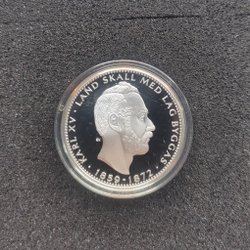 KARL XV · LAND SKALL MED LAG BYGGAS ·
1859 · 1872